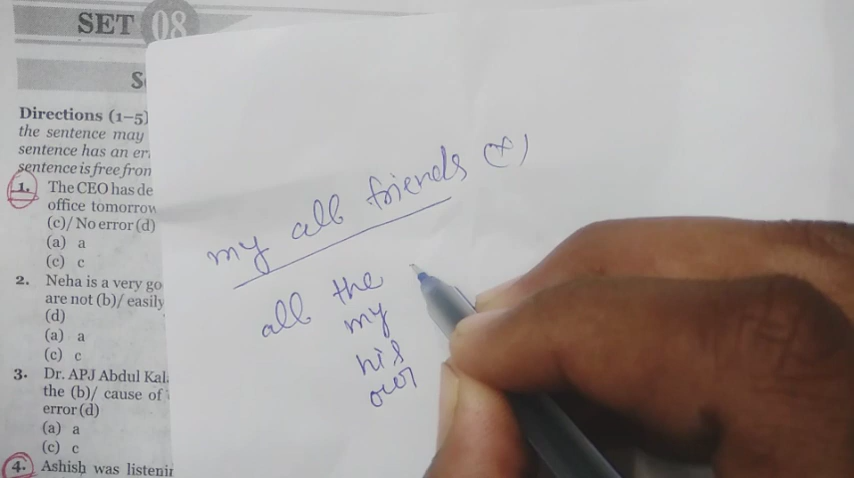 SET 08
S
Directions (1–5)
the sentence may
sentence has an er
sentence is free from
1. The CEO has de
office tomorrow
(c)/ No error (d)
(a) a
(c) c
2. Neha is a very go
are not (b)/ easily
(d)
(a) a
(c) c
3. Dr. APJ Abdul Kal
the (b)/ cause of
error (d)
(a) a
(c) c
4. Ashish was listenin
my all friends (x)
all the
my
his
our